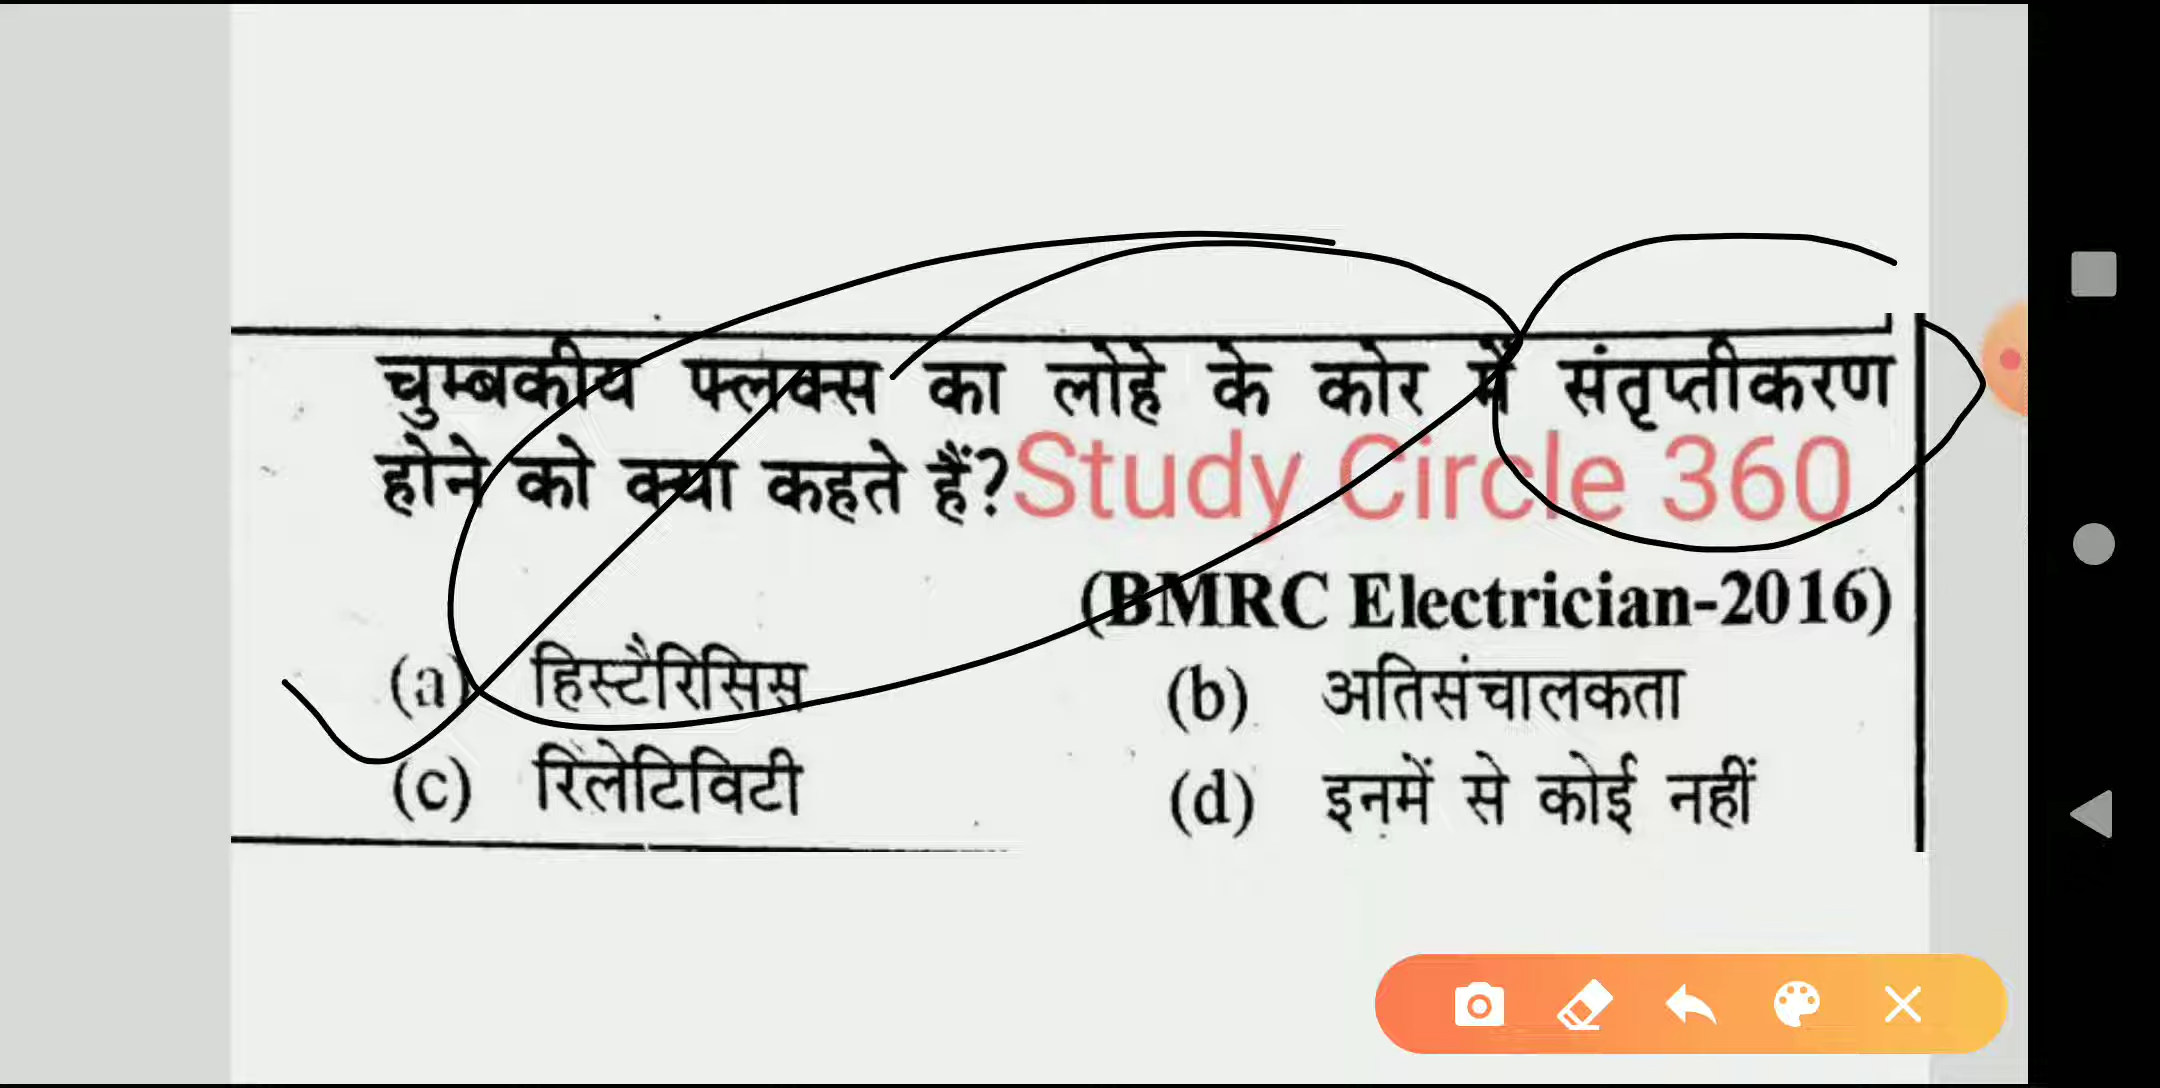 चुम्बकीय फ्लक्स का लोहे के कोर में संतृप्तीकरण
होने को क्या कहते हैं? Study Circle 360
(BMRC Electrician-2016)
(a) हिस्टैरिसिस (b) अतिसंचालकता
(c) रिलेटिविटी (d) इनमें से कोई नहीं